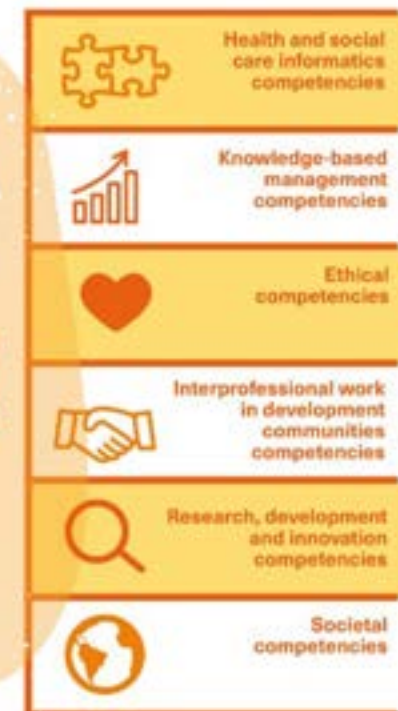 Health and social
care informatics
competencies
Knowledge-based
management
competencies
Ethical
competencies
Interprofessional work
in development
communities
competencies
Research, development
and innovation
competencies
Societal
competencies